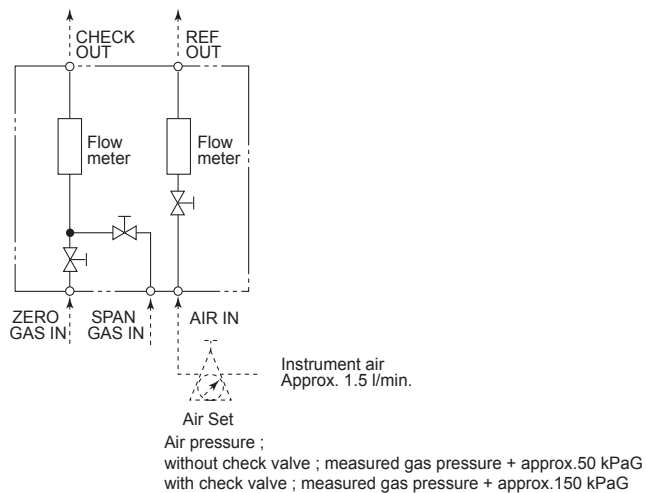 CHECK
OUT
REF
OUT
Flow
meter
Flow
meter
ZERO
GAS IN
SPAN
GAS IN
AIR IN
Instrument air
Approx. 1.5 l/min.
Air Set
Air pressure ;
without check valve ; measured gas pressure + approx.50 kPaG
with check valve ; measured gas pressure + approx.150 kPaG